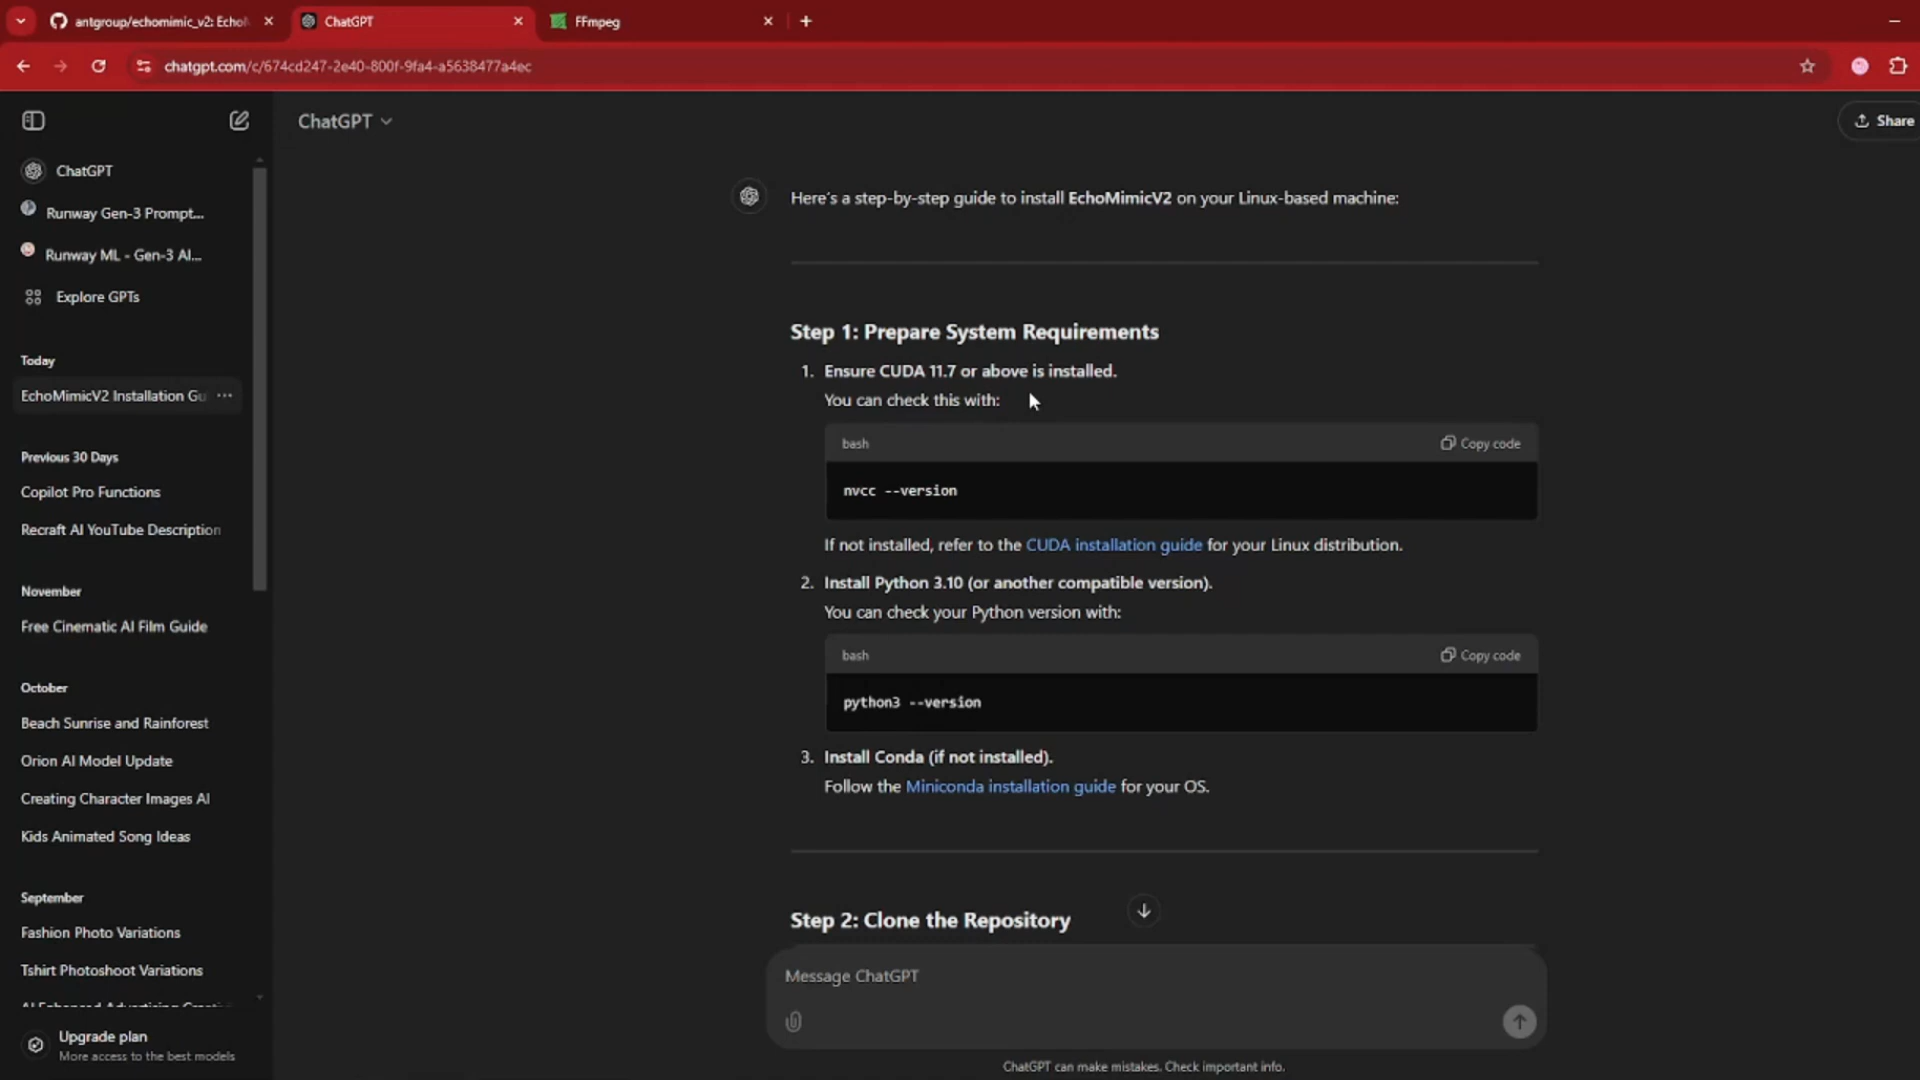 antgroup/echomimic_v2: Echol
ChatGPT
FFmpeg
chatgpt.com/c/674cd247-2e40-800f-9fa4-a5638477a4ec
ChatGPT
Share
ChatGPT
Runway Gen-3 Prompt...
Runway ML - Gen-3 AI...
Explore GPTs
Today
EchoMimicV2 Installation Gu
Previous 30 Days
Copilot Pro Functions
Recraft AI YouTube Description
November
Free Cinematic AI Film Guide
October
Beach Sunrise and Rainforest
Orion AI Model Update
Creating Character Images AI
Kids Animated Song Ideas
September
Fashion Photo Variations
Tshirt Photoshoot Variations
AI Enhanced Advertising
Upgrade plan
More access to the best models
Here's a step-by-step guide to install EchoMimicV2 on your Linux-based machine:
Step 1: Prepare System Requirements
1. Ensure CUDA 11.7 or above is installed.
You can check this with:
bash
Copy code
nvcc --version
If not installed, refer to the CUDA installation guide for your Linux distribution.
2. Install Python 3.10 (or another compatible version).
You can check your Python version with:
bash
Copy code
python3 --version
3. Install Conda (if not installed).
Follow the Miniconda installation guide for your OS.
Step 2: Clone the Repository
Message ChatGPT
ChatGPT can make mistakes. Check important info.